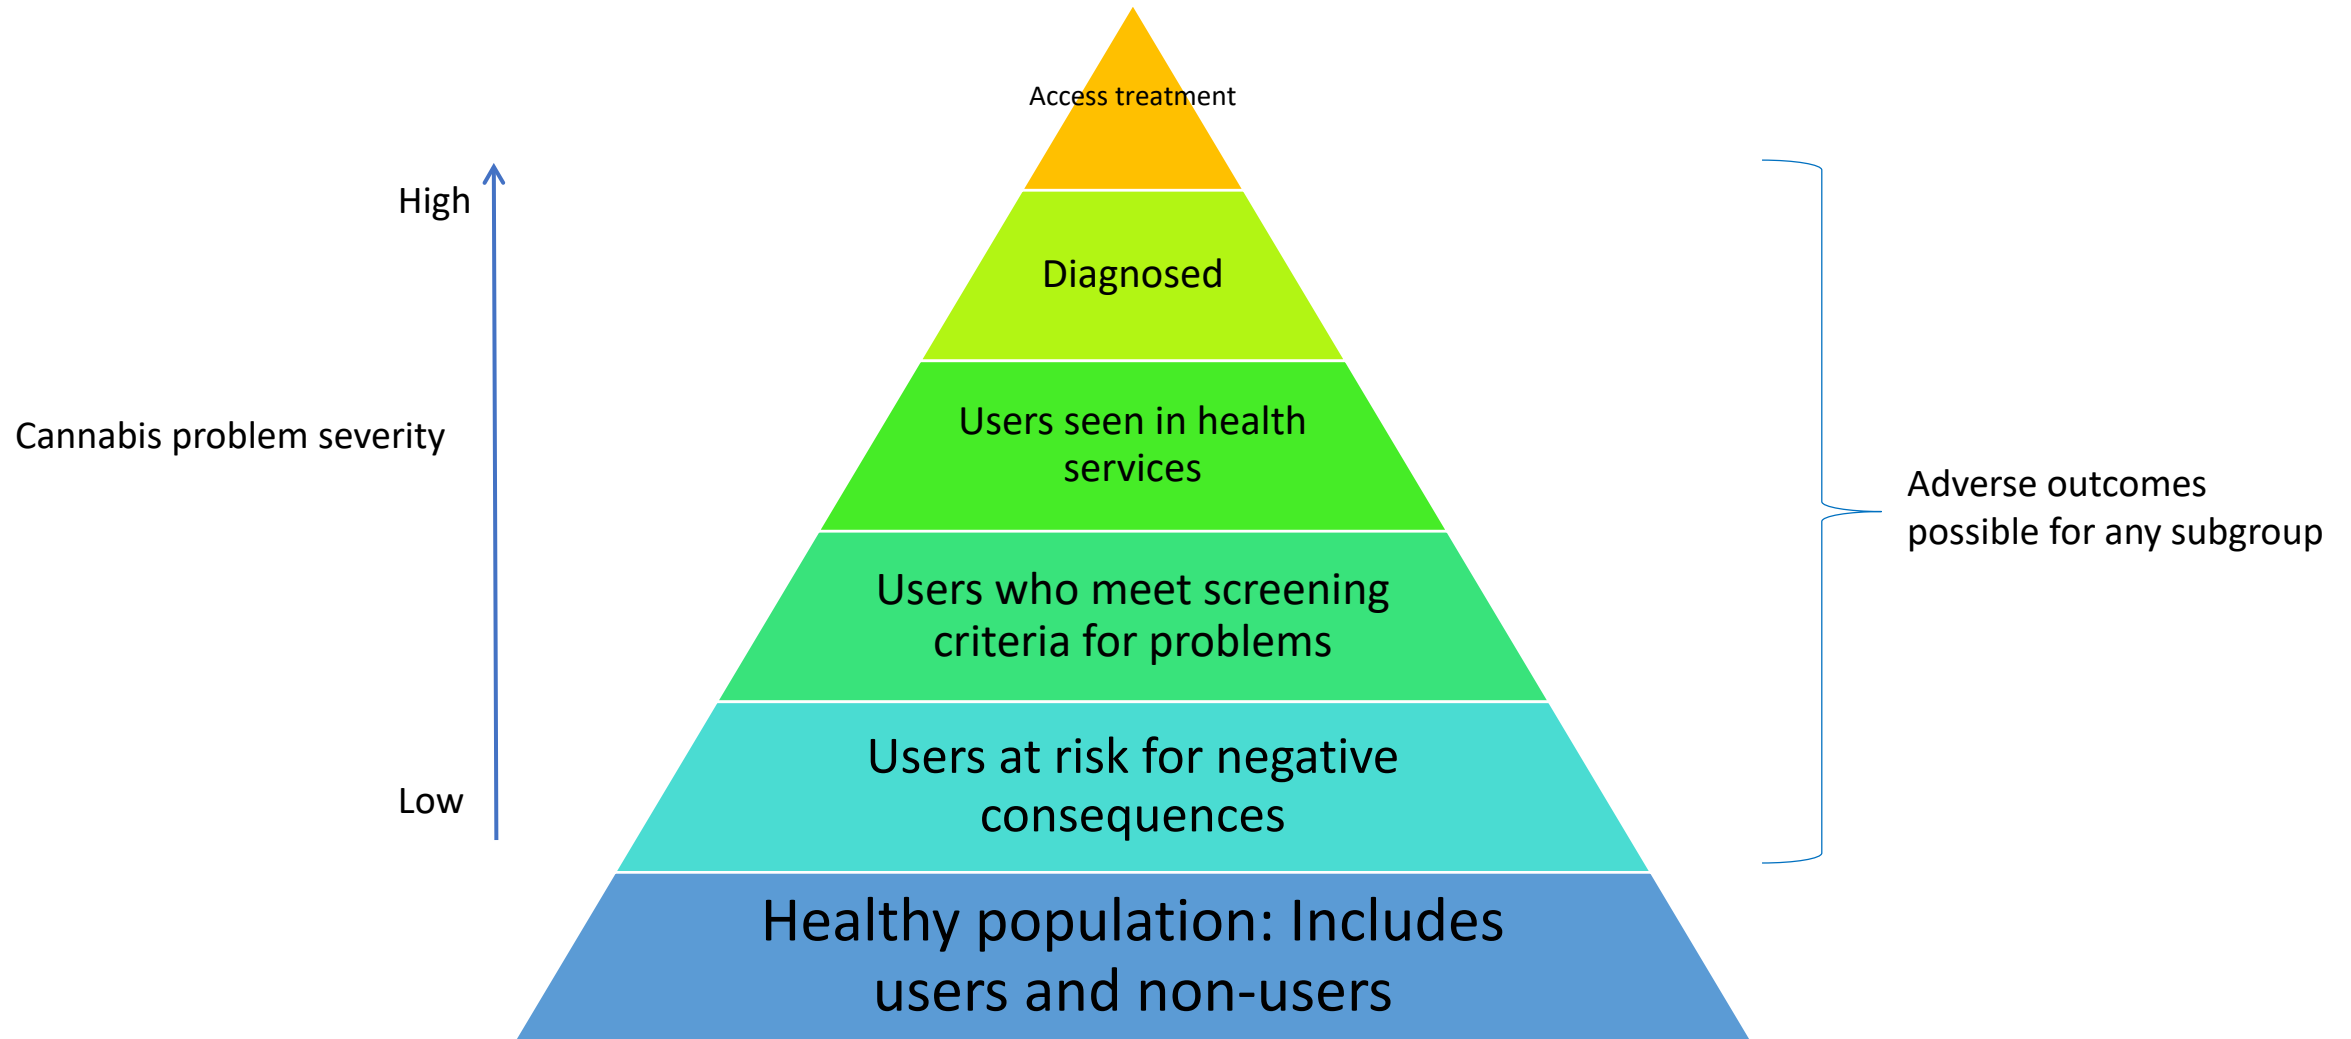 Access treatment
High
Diagnosed
Users seen in health
services
Cannabis problem severity
Adverse outcomes
possible for any subgroup
Users who meet screening
criteria for problems
Users at risk for negative
consequences
Low
Healthy population: Includes
users and non-users